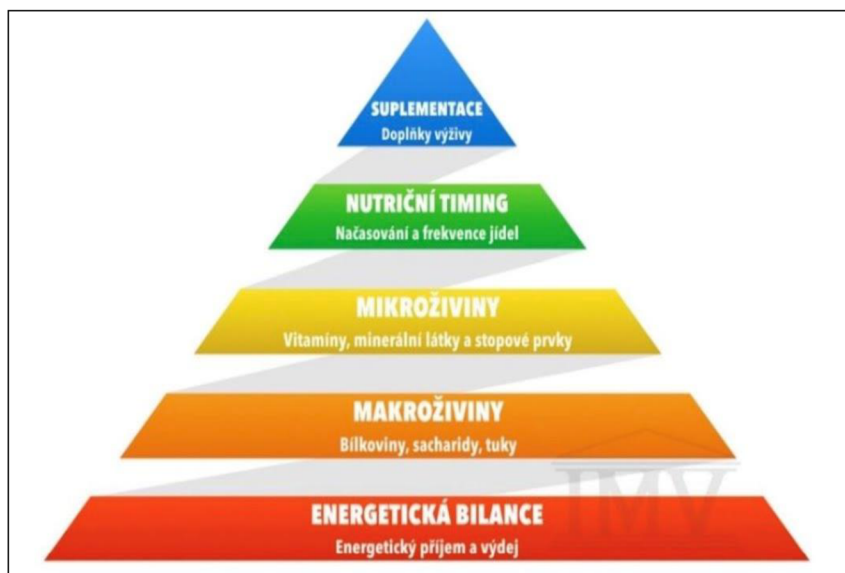 SUPLEMENTACE
Doplňky výživy
NUTRIČNÍ TIMING
Načasování a frekvence jídel
MIKROŽIVINY
Vitamíny, minerální látky a stopové prvky
MAKROŽIVINY
Bílkoviny, sacharidy, tuky
IMV
ENERGETICKÁ BILANCE
Energetický příjem a výdej